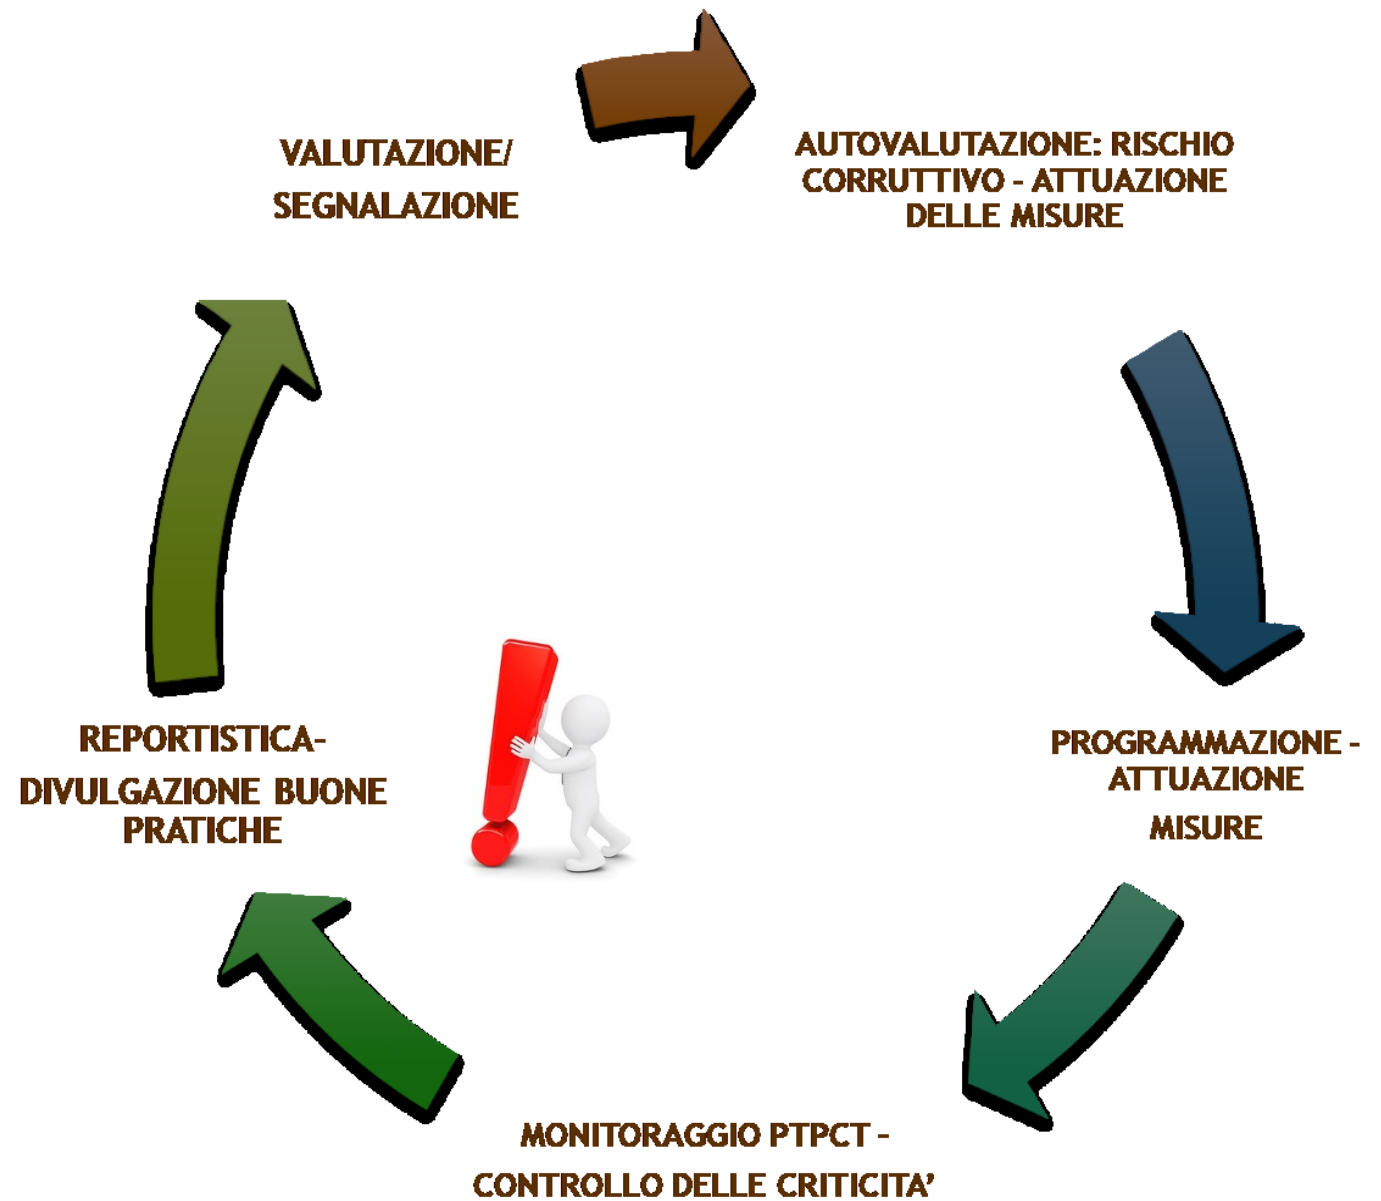 VALUTAZIONE/
SEGNALAZIONE
AUTOVALUTAZIONE: RISCHIO
CORRUTTIVO - ATTUAZIONE
DELLE MISURE
PROGRAMMAZIONE -
ATTUAZIONE
MISURE
MONITORAGGIO PTPCT -
CONTROLLO DELLE CRITICITA'
REPORTISTICA-
DIVULGAZIONE BUONE
PRATICHE